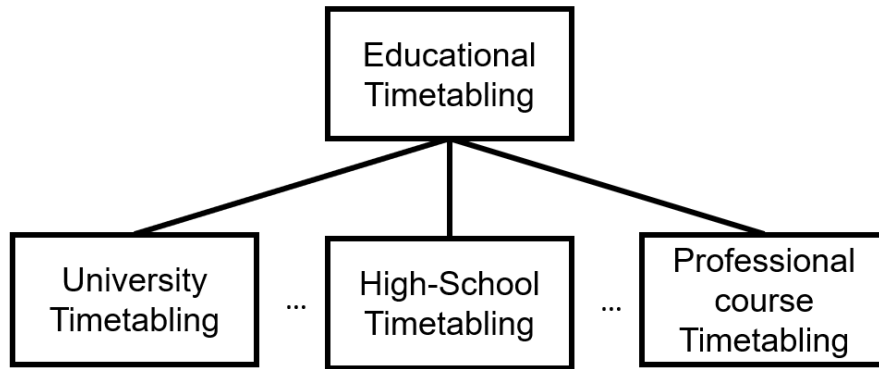 Educational
Timetabling
University
Timetabling
...
High-School
Timetabling
...
Professional
course
Timetabling